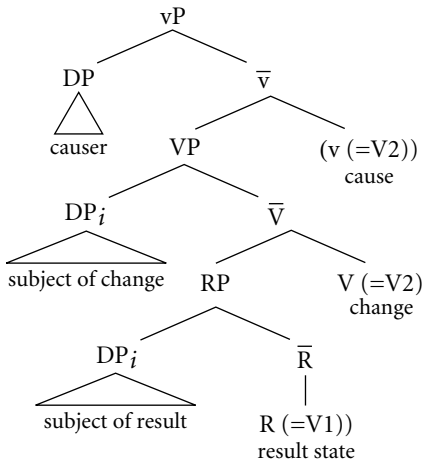 vP
DP
v̅
causer
VP
(v (=V2))
cause
DPi
V̅
subject of change
RP
V (=V2)
change
DPi
R̅
subject of result
R (=V1))
result state